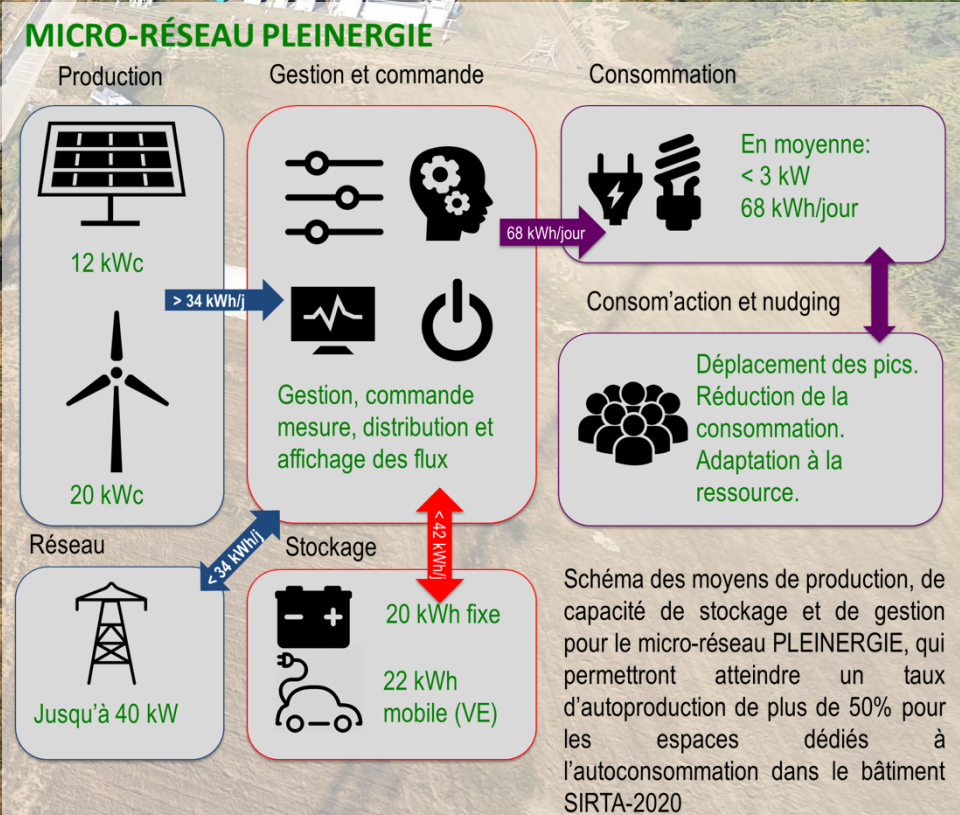 MICRO-RÉSEAU PLEINERGIE
Production
Gestion et commande
Consommation
12 kWc
20 kWc
> 34 kWh/j
Gestion, commande
mesure, distribution et
affichage des flux
68 kWh/jour
En moyenne:
< 3 kW
68 kWh/jour
Consom’action et nudging
Déplacement des pics.
Réduction de la
consommation.
Adaptation à la
ressource.
Réseau
< 34 kWh/j
Jusqu’à 40 kW
Stockage
< 42 kWh/j
20 kWh fixe
22 kWh
mobile (VE)
Schéma des moyens de production, de
capacité de stockage et de gestion
pour le micro-réseau PLEINERGIE, qui
permettront atteindre un taux
d’autoproduction de plus de 50% pour
les espaces dédiés à
l’autoconsommation dans le bâtiment
SIRTA-2020